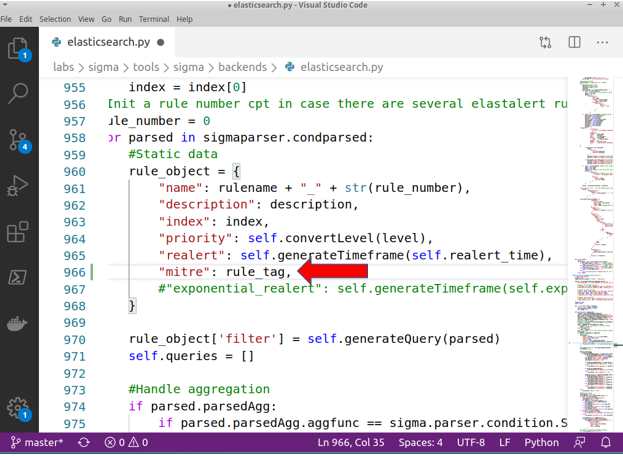 elasticsearch.py - Visual Studio Code
File Edit Selection View Go Run Terminal Help
elasticsearch.py
labs > sigma > tools > sigma > backends > elasticsearch.py
955 index = index[0]
956 Init a rule number cpt in case there are several elastalert ru
957 ule_number = 0
958 or parsed in sigmaparser.condparsed:
959 #Static data
960 rule_object = {
961 "name": rulename + "_" + str(rule_number),
962 "description": description,
963 "index": index,
964 "priority": self.convertLevel(level),
965 "realert": self.generateTimeframe(self.realert_time),
966 "mitre": rule_tag,
967 #"exponential_realert": self.generateTimeframe(self.exp
968 }
969
970 rule_object['filter'] = self.generateQuery(parsed)
971 self.queries = []
972
973 #Handle aggregation
974 if parsed.parsedAgg:
975 if parsed.parsedAgg.aggfunc == sigma.parser.condition.S
1
4
1
master* 0 0 Ln 966, Col 35 Spaces: 4 UTF-8 LF Python